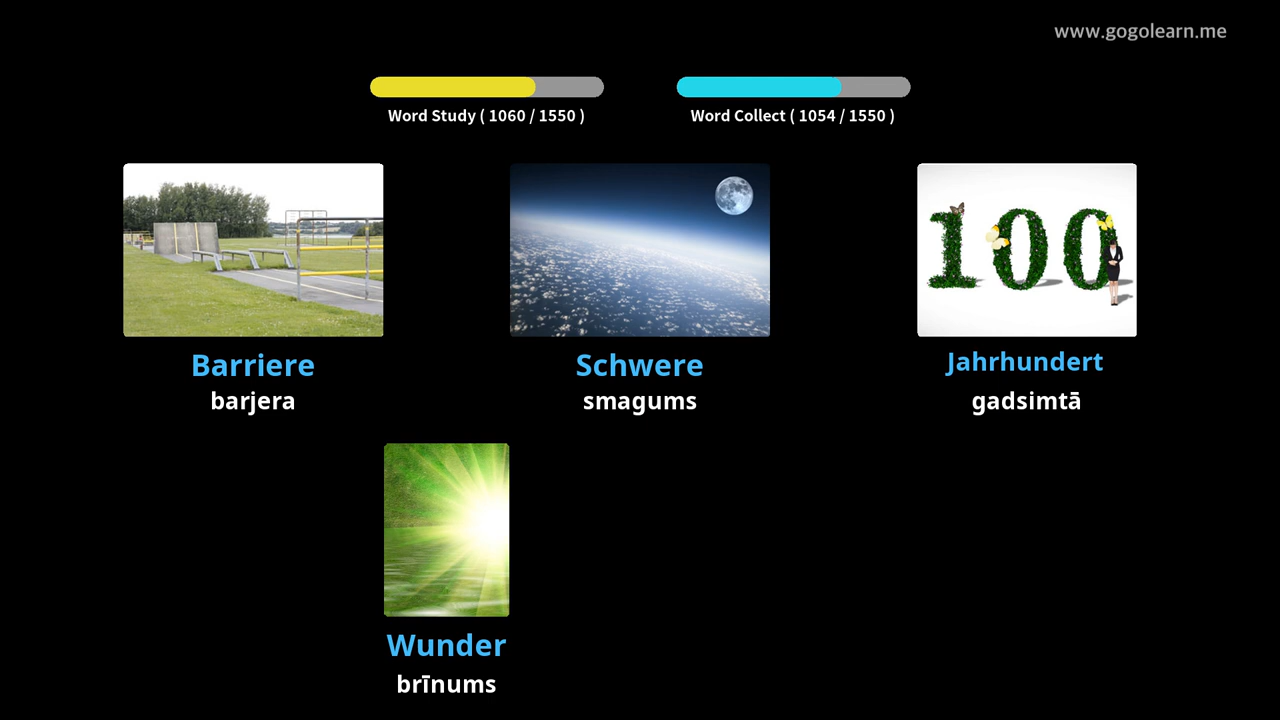 www.gogolearn.me
Word Study ( 1060 / 1550 )
Word Collect ( 1054 / 1550 )
Barriere
barjera
Schwere
smagums
Jahrhundert
gadsimtā
100
Wunder
brīnums